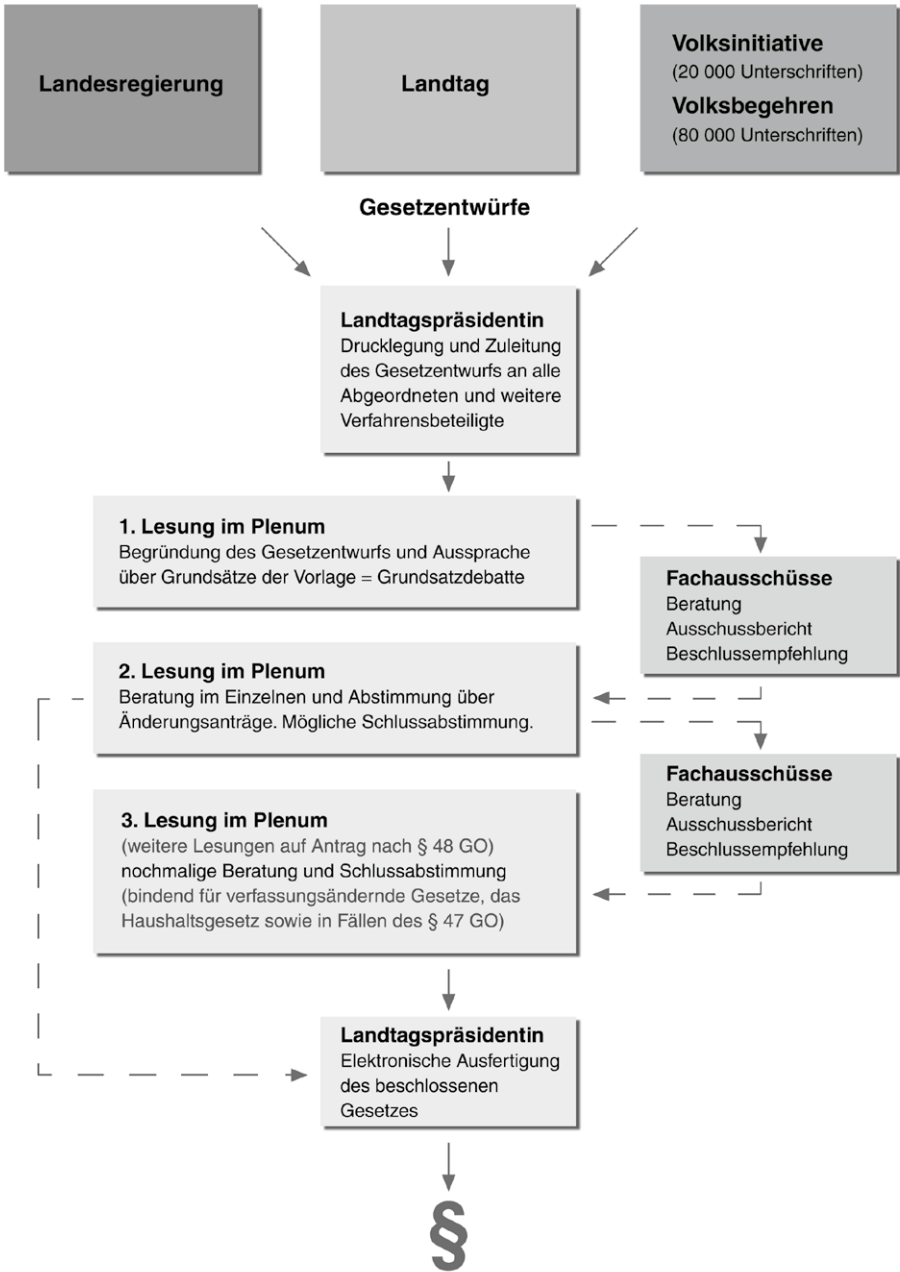 Landesregierung
Landtag
Volksinitiative
(20 000 Unterschriften)
Volksbegehren
(80 000 Unterschriften)
Gesetzentwürfe
Landtagspräsidentin
Drucklegung und Zuleitung
des Gesetzentwurfs an alle
Abgeordneten und weitere
Verfahrensbeteiligte
1. Lesung im Plenum
Begründung des Gesetzentwurfs und Aussprache
über Grundsätze der Vorlage = Grundsatzdebatte
Fachausschüsse
Beratung
Ausschussbericht
Beschlussempfehlung
2. Lesung im Plenum
Beratung im Einzelnen und Abstimmung über
Änderungsanträge. Mögliche Schlussabstimmung.
Fachausschüsse
Beratung
Ausschussbericht
Beschlussempfehlung
3. Lesung im Plenum
(weitere Lesungen auf Antrag nach § 48 GO)
nochmalige Beratung und Schlussabstimmung
(bindend für verfassungsändernde Gesetze, das
Haushaltsgesetz sowie in Fällen des § 47 GO)
Landtagspräsidentin
Elektronische Ausfertigung
des beschlossenen
Gesetzes
§